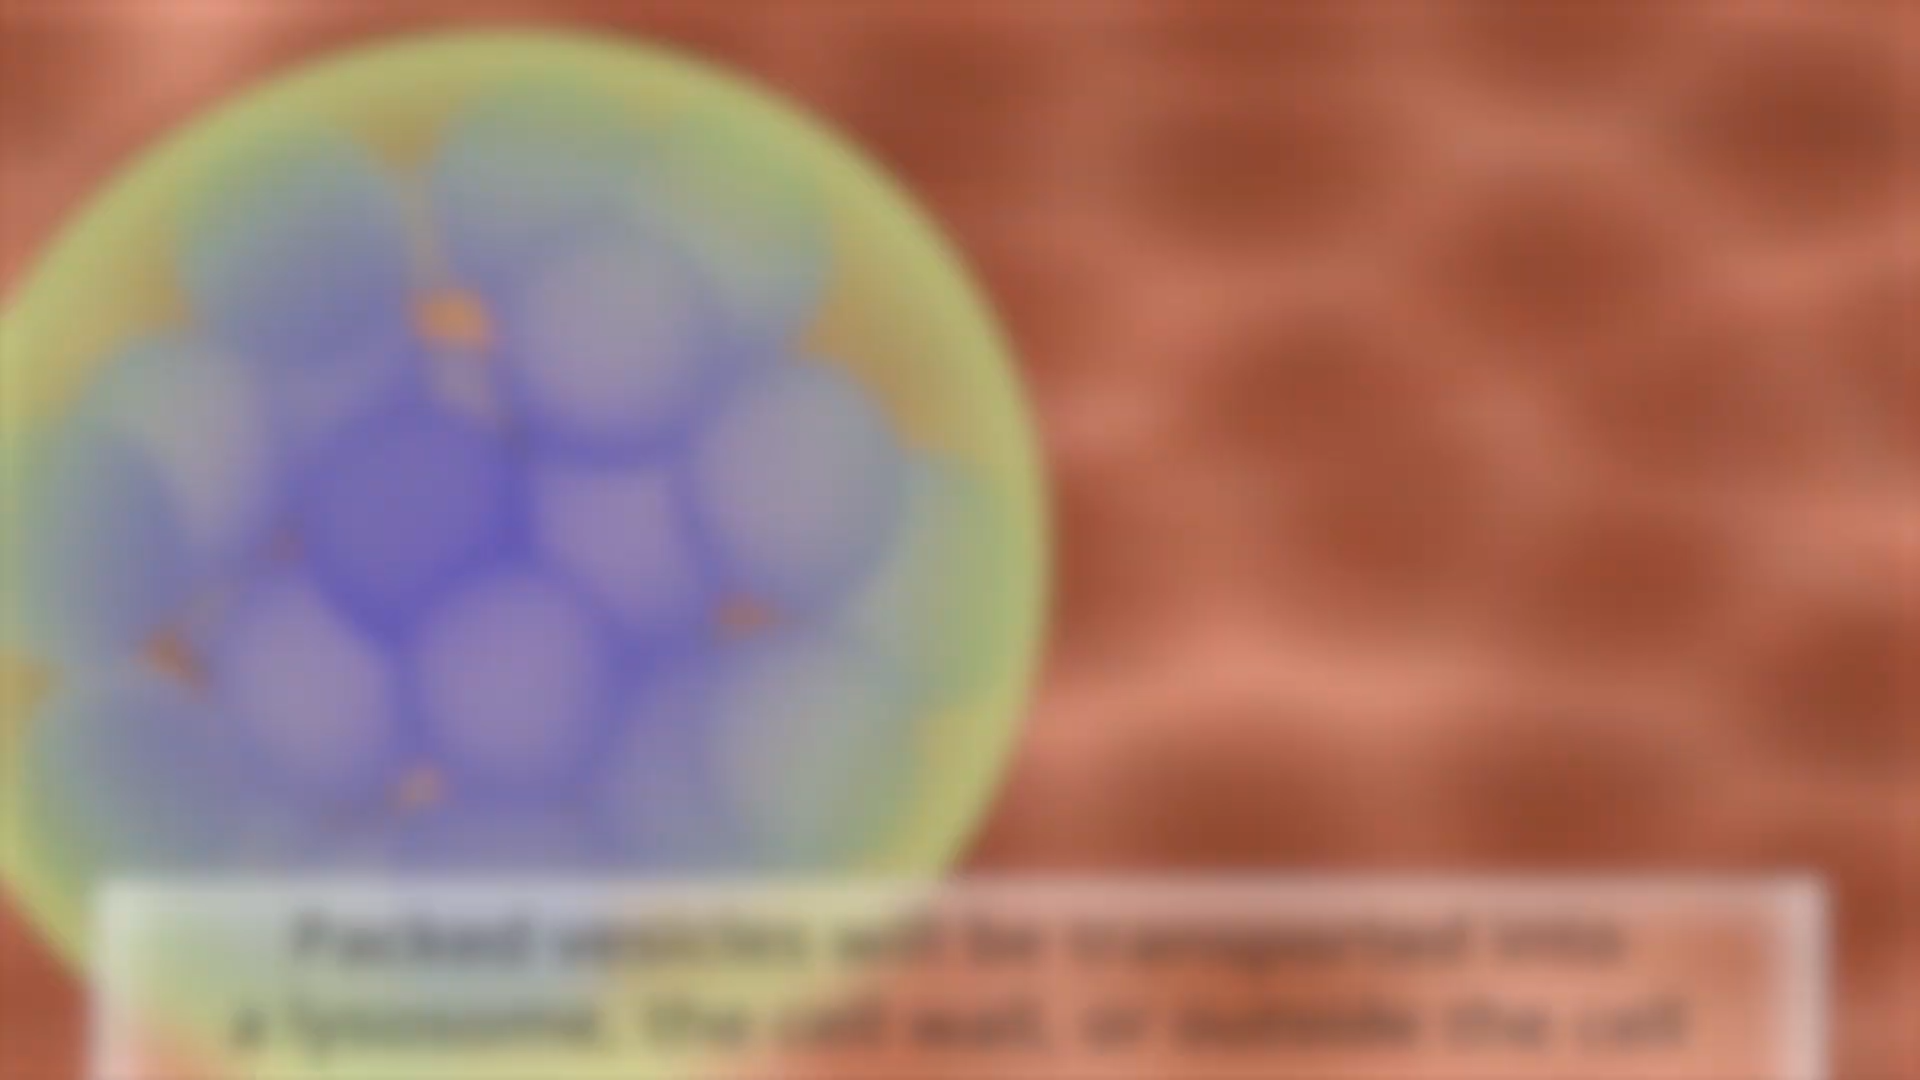 Packed vesicles will be transported into
a lysosome, the cell wall, or outside the cell